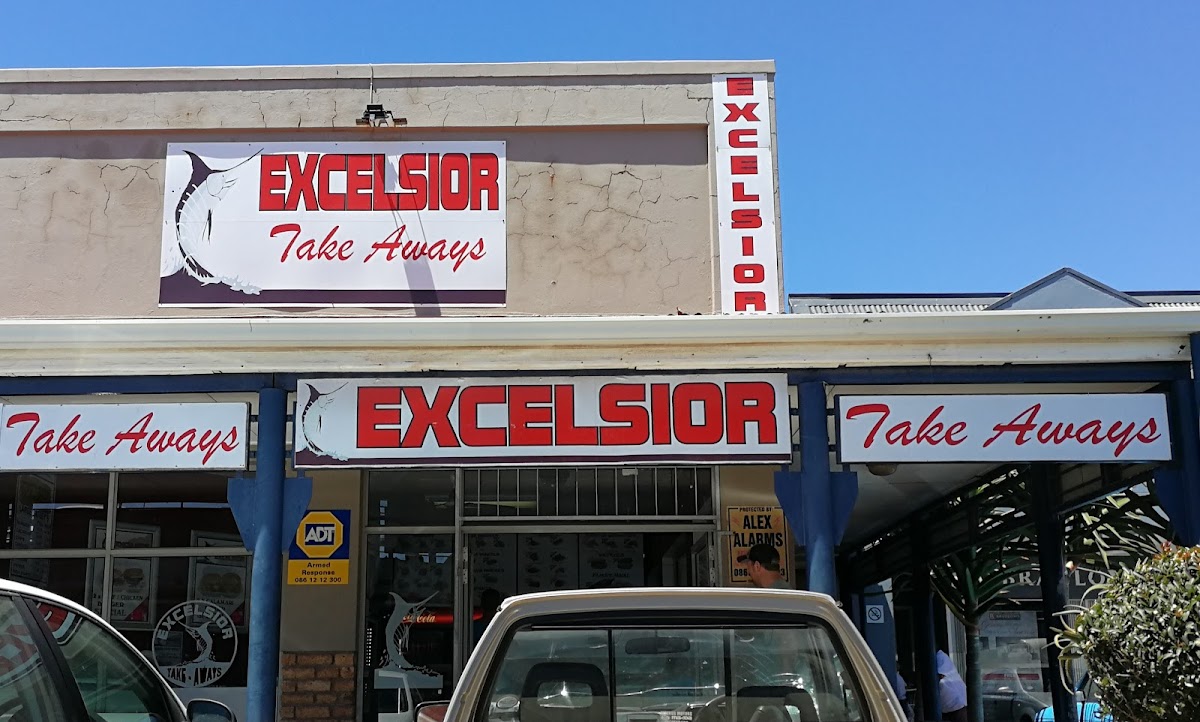 EXCELSIOR
Take Aways
EXCELSIOR
Take Aways
EXCELSIOR
Take Aways
ADT
Armed
Response
086 12 12 300
PROTECTED BY
ALEX
ALARMS
EXCELSIOR
TAKE AWAYS